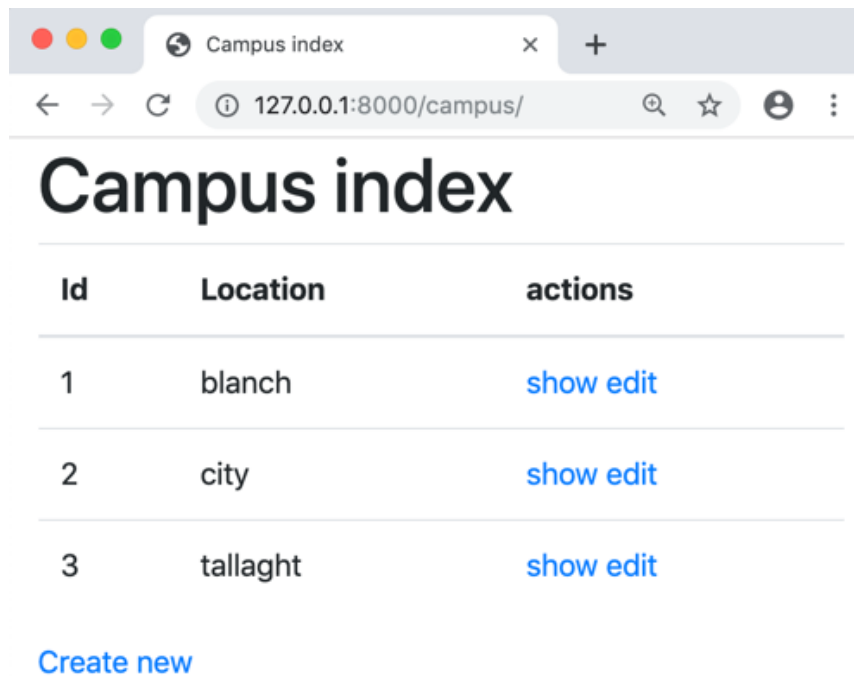 Campus index
127.0.0.1:8000/campus/
Campus index
Id Location actions
1 blanch show edit
2 city show edit
3 tallaght show edit
Create new